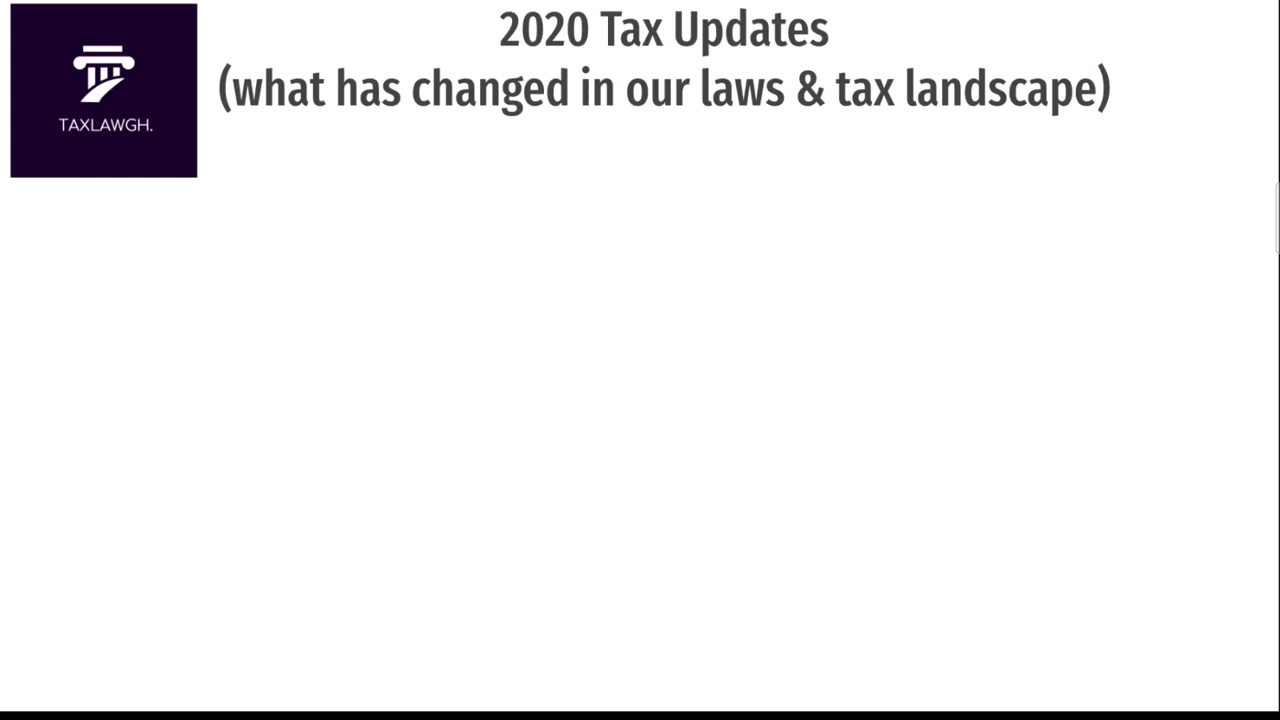 2020 Tax Updates
(what has changed in our laws & tax landscape)
TAXLAWGH.